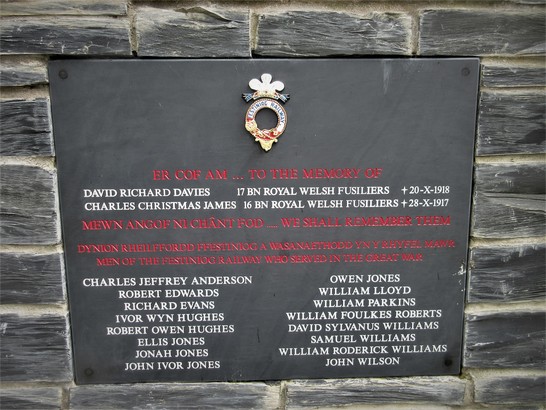 FESTINIOG RAILWAY
ER COF AM ... TO THE MEMORY OF
DAVID RICHARD DAVIES 17 BN ROYAL WELSH FUSILIERS +20-X-1918
CHARLES CHRISTMAS JAMES 16 BN ROYAL WELSH FUSILIERS +28-X-1917
MEWN ANGOF NI CHÂNT FOD ... WE SHALL REMEMBER THEM
DYNION RHEILFFORDD FFESTINIOG A WASANAETHODD YN Y RHYFEL MAWR
MEN OF THE FESTINIOG RAILWAY WHO SERVED IN THE GREAT WAR
CHARLES JEFFREY ANDERSON
ROBERT EDWARDS
RICHARD EVANS
IVOR WYN HUGHES
ROBERT OWEN HUGHES
ELLIS JONES
JONAH JONES
JOHN IVOR JONES
OWEN JONES
WILLIAM LLOYD
WILLIAM PARKINS
WILLIAM FOULKES ROBERTS
DAVID SYLVANUS WILLIAMS
SAMUEL WILLIAMS
WILLIAM RODERICK WILLIAMS
JOHN WILSON